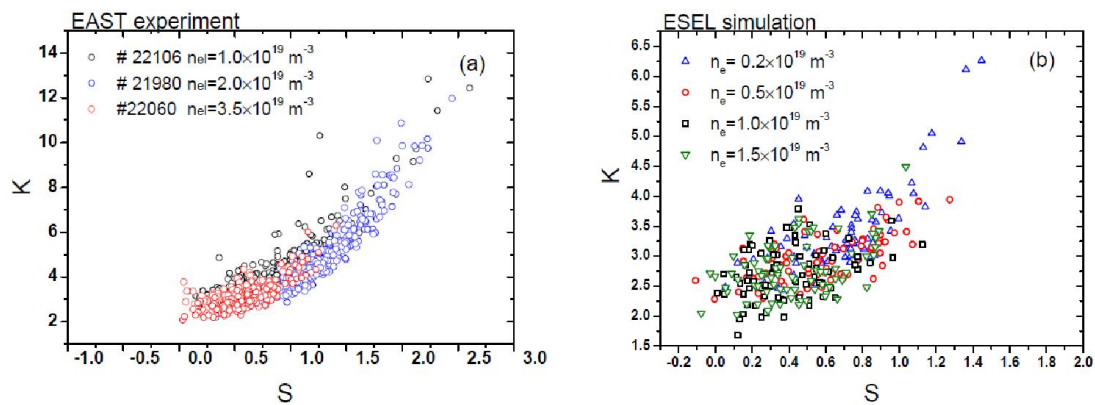 EAST experiment
# 22106 nel=1.0×10^19 m^-3
# 21980 nel=2.0×10^19 m^-3
#22060 nel=3.5×10^19 m^-3
(a)
14
12
10
8
6
4
2
K
-1.0 -0.5 0.0 0.5 1.0 1.5 2.0 2.5 3.0
S
ESEL simulation
ne = 0.2×10^19 m^-3
ne = 0.5×10^19 m^-3
ne = 1.0×10^19 m^-3
ne = 1.5×10^19 m^-3
(b)
6.5
6.0
5.5
5.0
4.5
4.0
3.5
3.0
2.5
2.0
1.5
K
-0.2 0.0 0.2 0.4 0.6 0.8 1.0 1.2 1.4 1.6 1.8 2.0
S